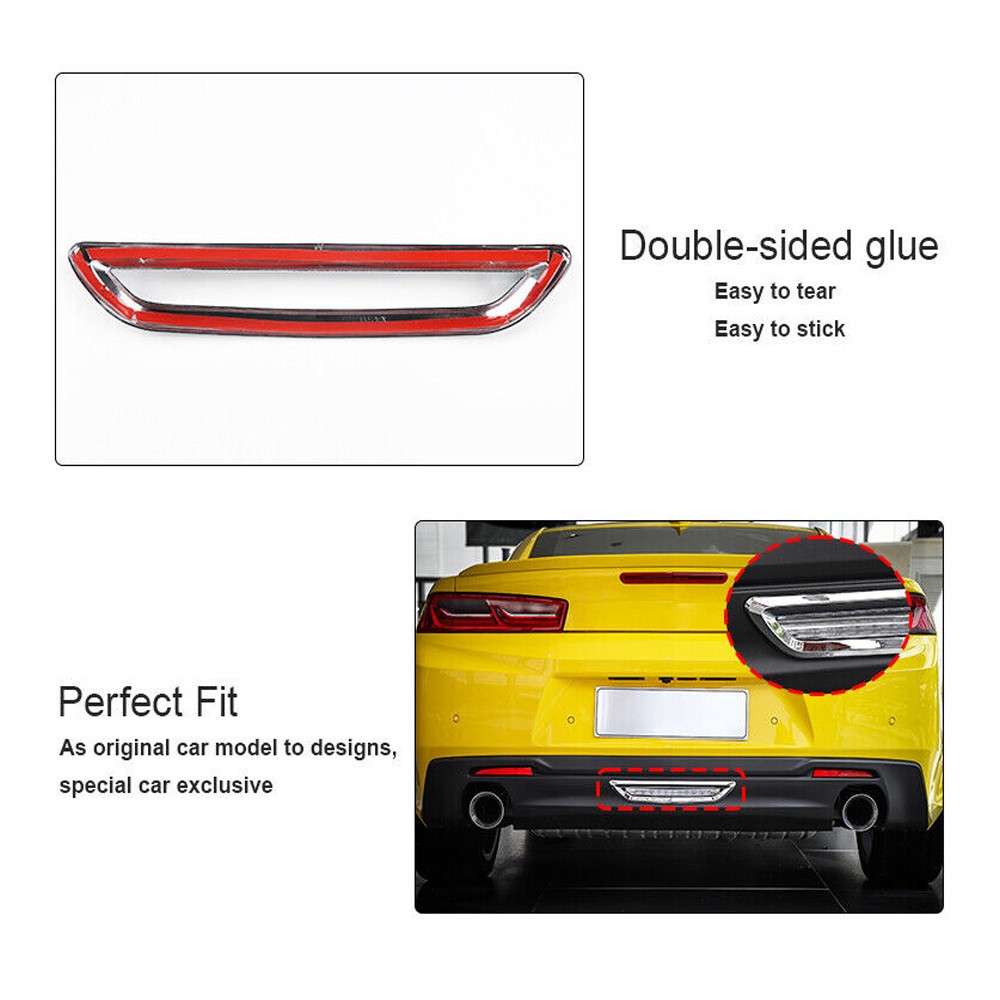 Double-sided glue
Easy to tear
Easy to stick
Perfect Fit
As original car model to designs,
special car exclusive